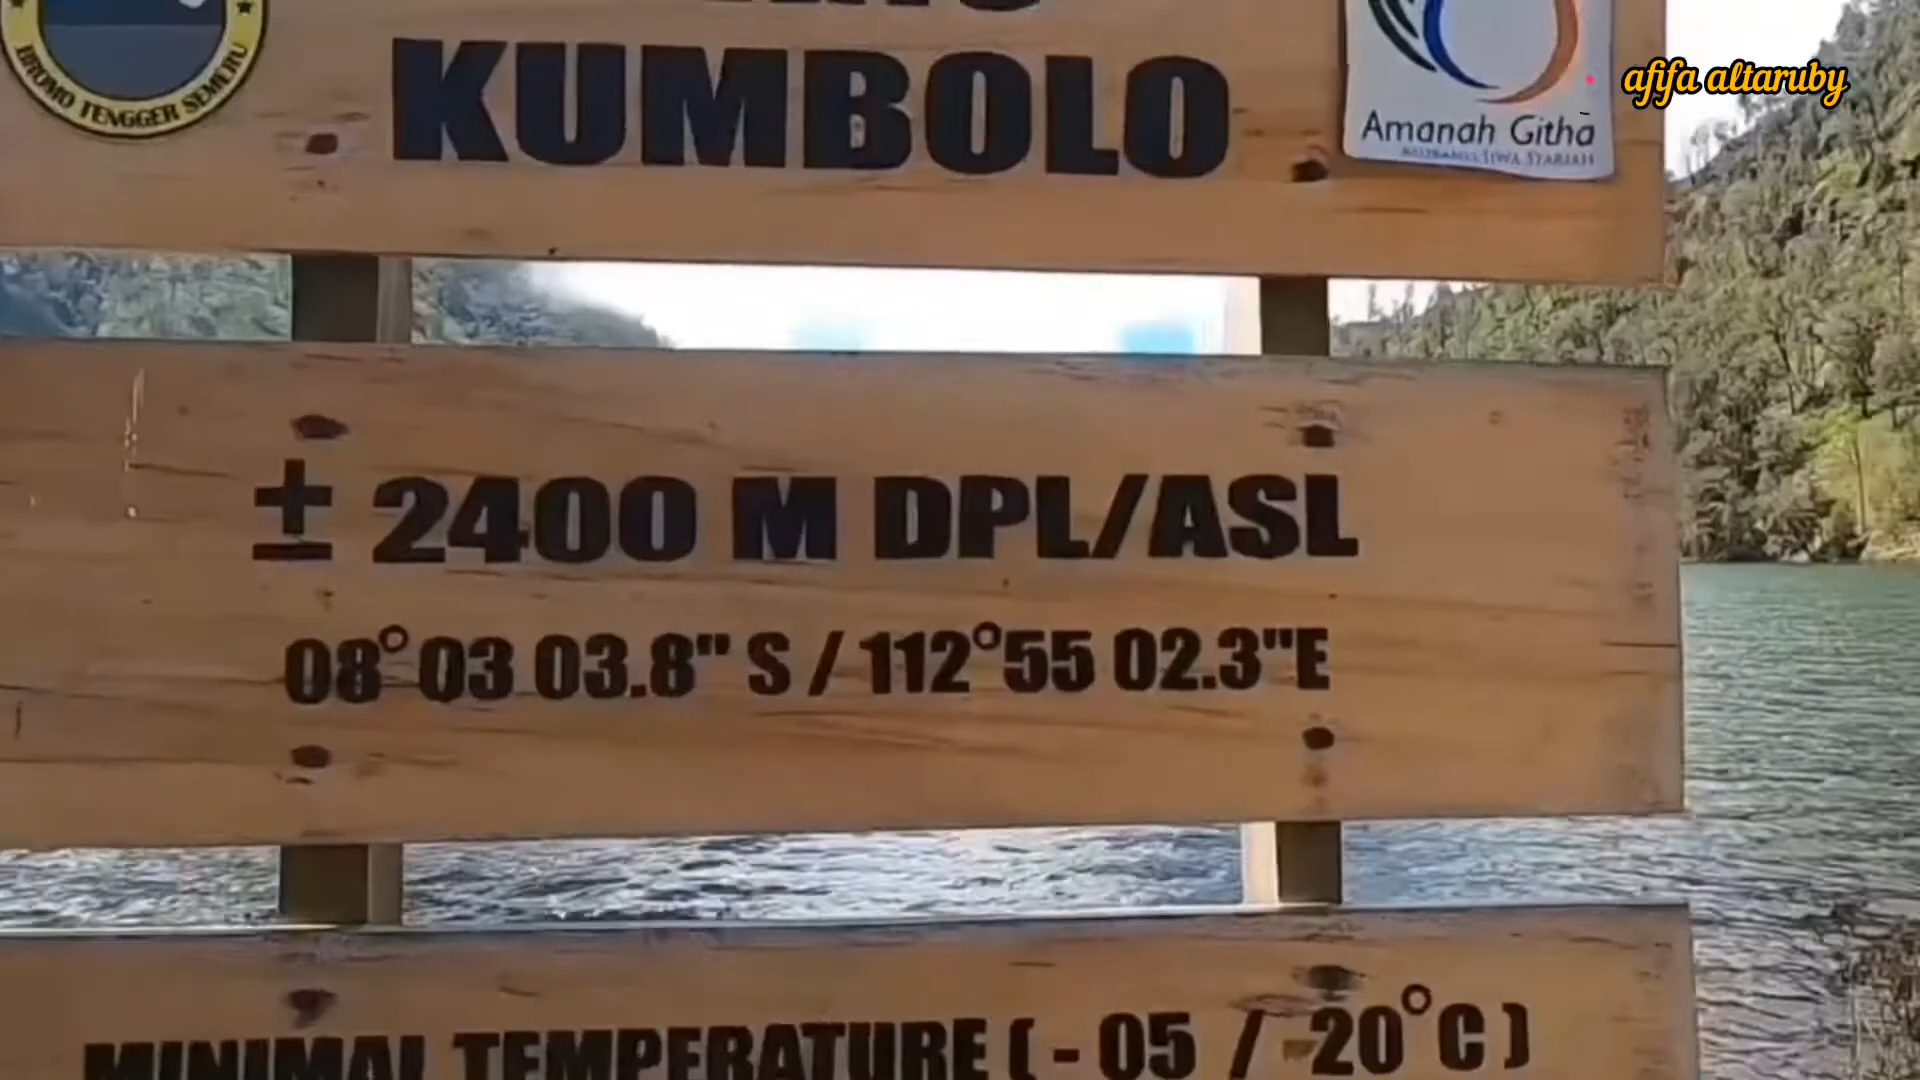 KUMBOLO
BROMO TENGGER SEMERU
Amanah Githa
afifa altaruby
± 2400 M DPL/ASL
08°03 03.8" S / 112°55 02.3"E
MINIMAL TEMPERATURE ( - 05 / -20°C )